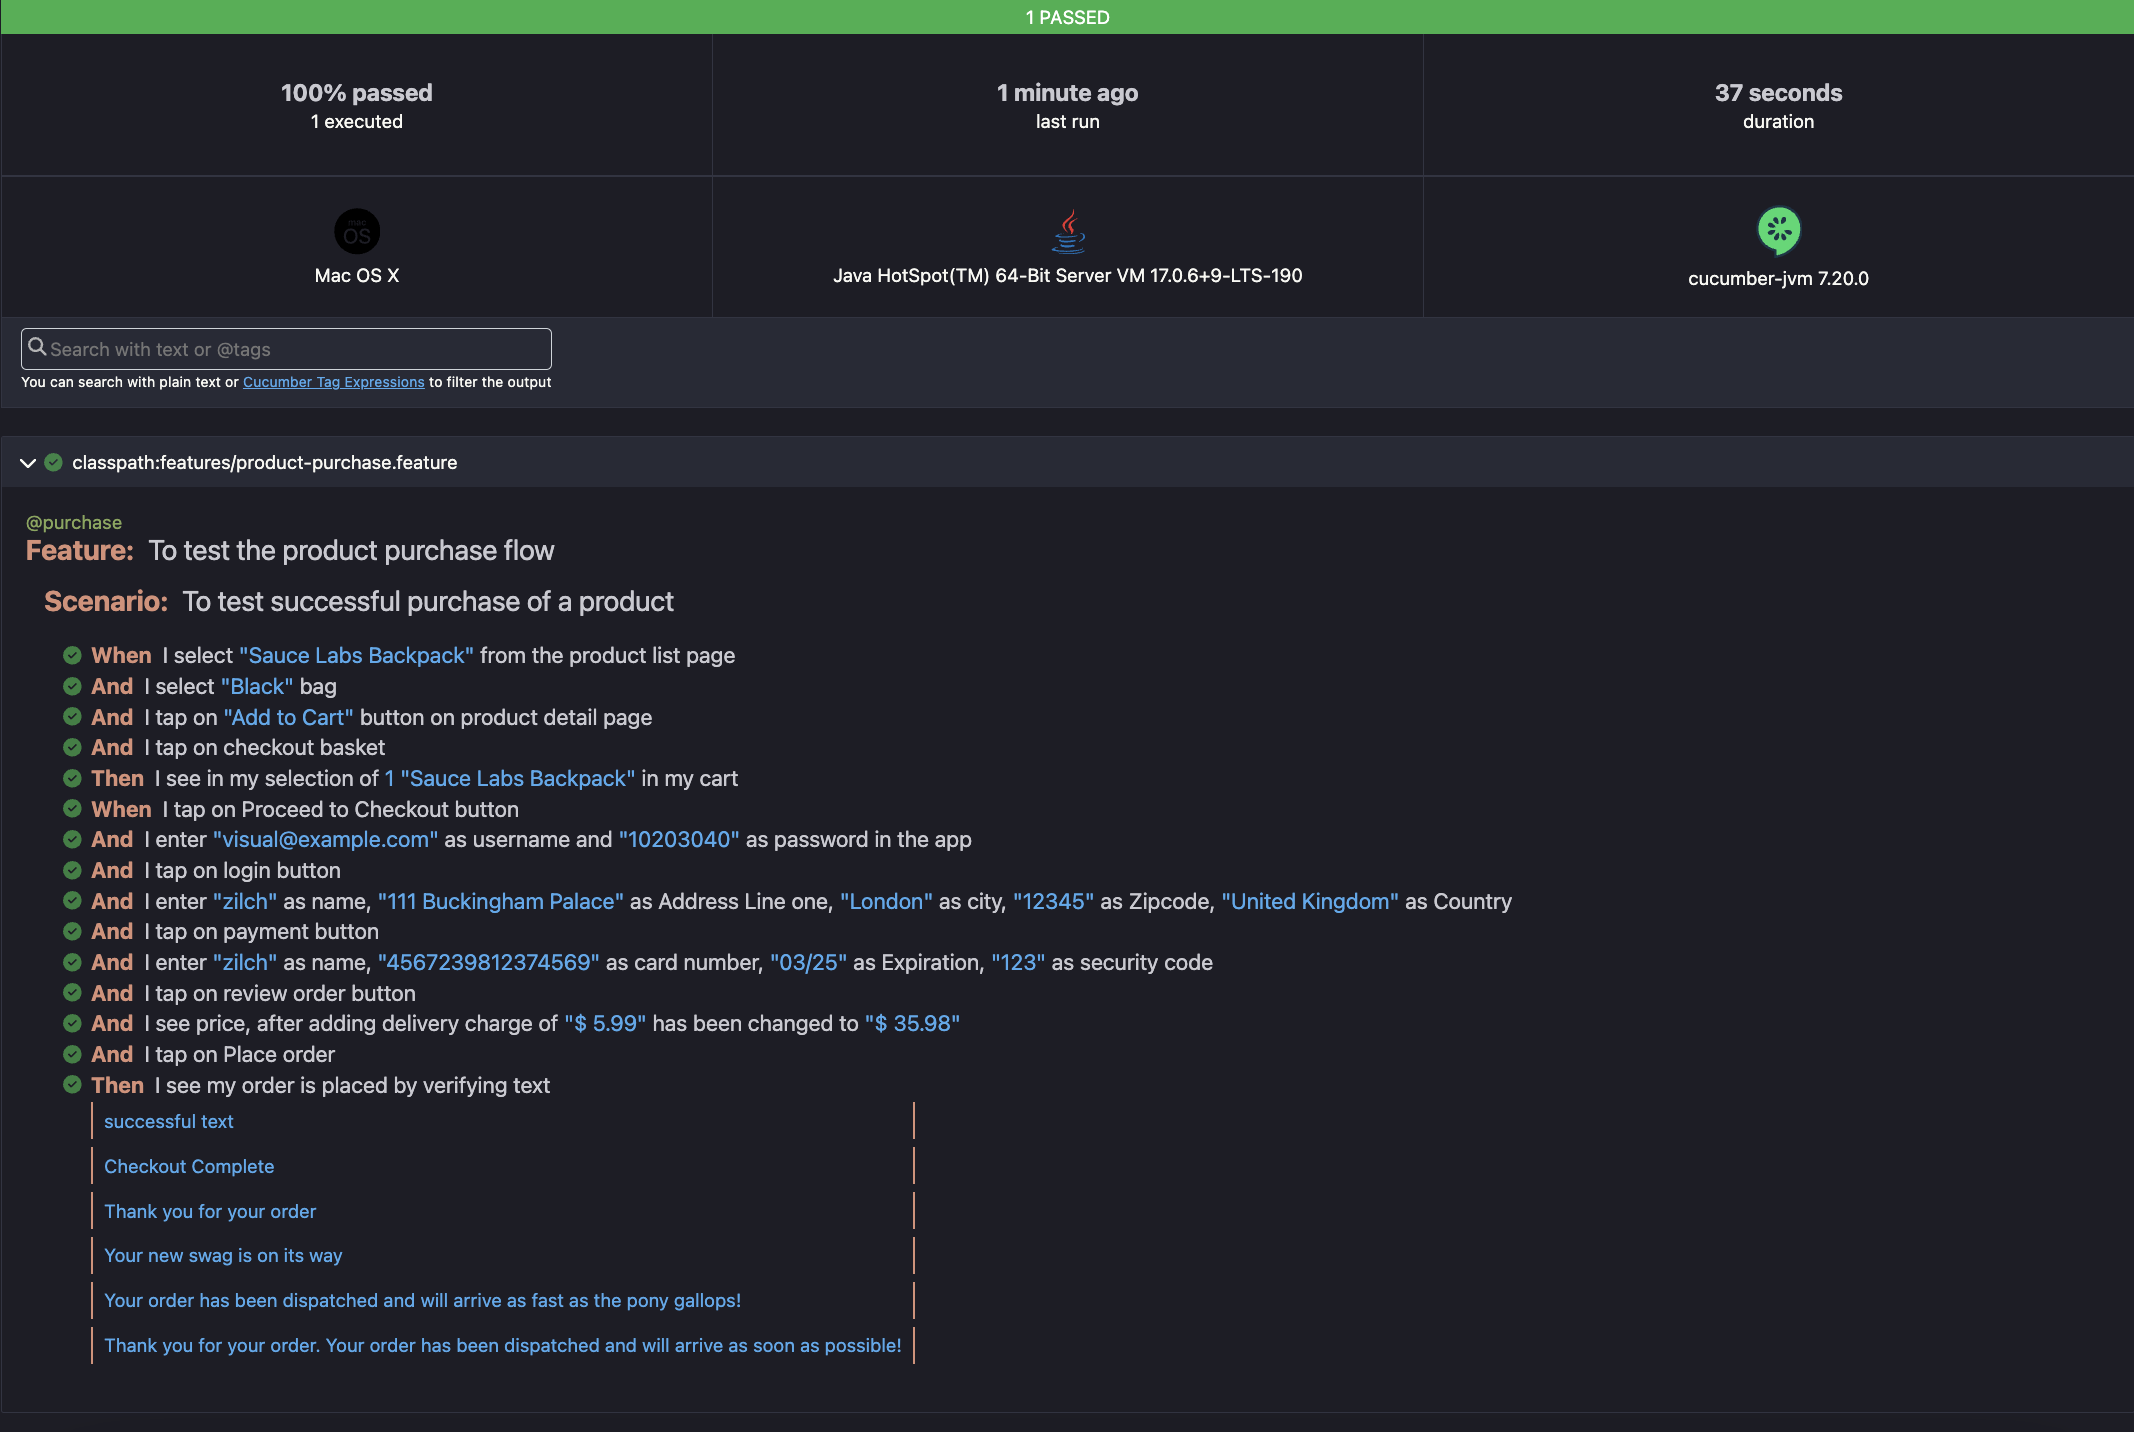 1 PASSED
100% passed
1 executed
1 minute ago
last run
37 seconds
duration
mac
OS
Mac OS X
Java HotSpot(TM) 64-Bit Server VM 17.0.6+9-LTS-190
cucumber-jvm 7.20.0
Search with text or @tags
You can search with plain text or Cucumber Tag Expressions to filter the output
classpath:features/product-purchase.feature
@purchase
Feature: To test the product purchase flow
Scenario: To test successful purchase of a product
When I select "Sauce Labs Backpack" from the product list page
And I select "Black" bag
And I tap on "Add to Cart" button on product detail page
And I tap on checkout basket
Then I see in my selection of 1 "Sauce Labs Backpack" in my cart
When I tap on Proceed to Checkout button
And I enter "visual@example.com" as username and "10203040" as password in the app
And I tap on login button
And I enter "zilch" as name, "111 Buckingham Palace" as Address Line one, "London" as city, "12345" as Zipcode, "United Kingdom" as Country
And I tap on payment button
And I enter "zilch" as name, "4567239812374569" as card number, "03/25" as Expiration, "123" as security code
And I tap on review order button
And I see price, after adding delivery charge of "$ 5.99" has been changed to "$ 35.98"
And I tap on Place order
Then I see my order is placed by verifying text
successful text
Checkout Complete
Thank you for your order
Your new swag is on its way
Your order has been dispatched and will arrive as fast as the pony gallops!
Thank you for your order. Your order has been dispatched and will arrive as soon as possible!